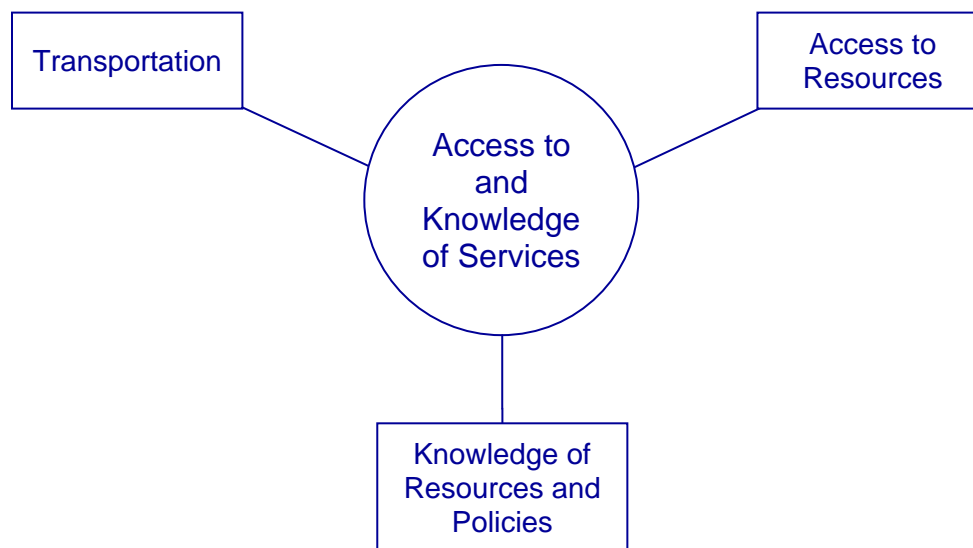 Transportation
Access to
Resources
Access to
and
Knowledge
of Services
Knowledge of
Resources and
Policies